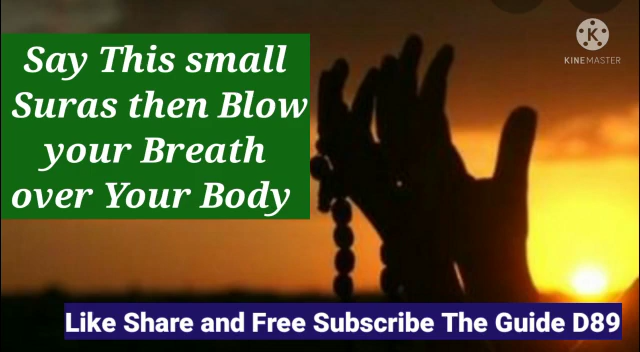 Say This small
Suras then Blow
your Breath
over Your Body
K
KINEMASTER
Like Share and Free Subscribe The Guide D89